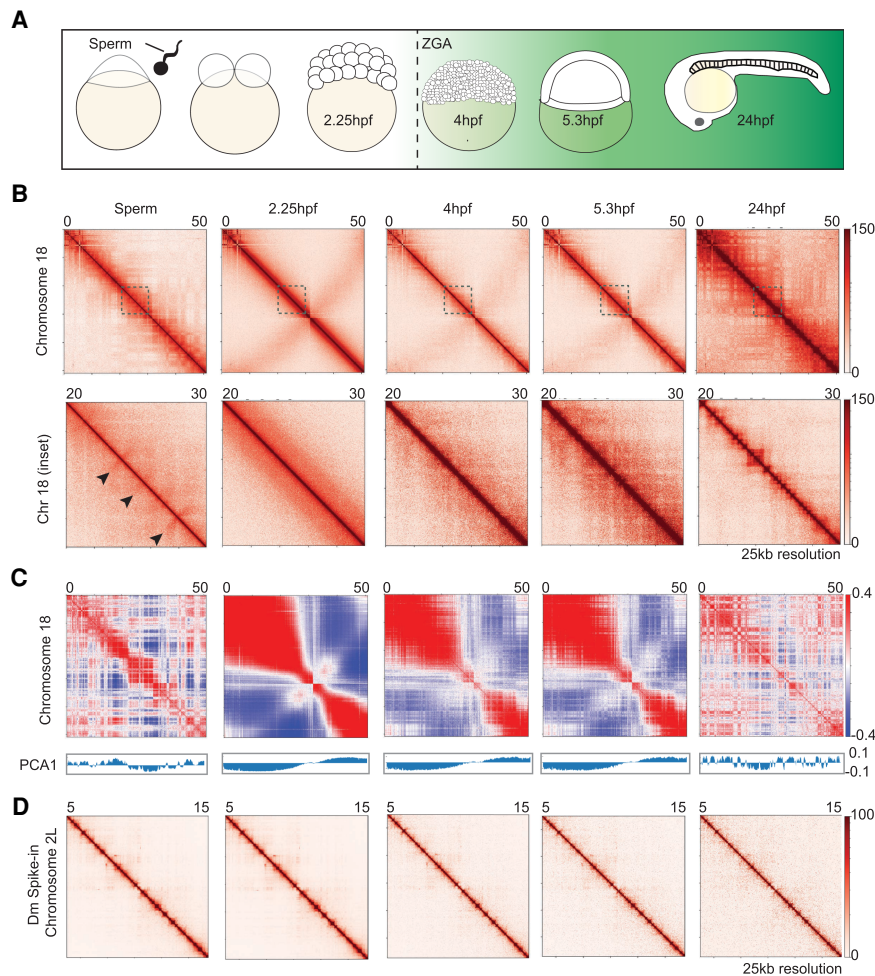 A
Sperm
ZGA
2.25hpf
4hpf
5.3hpf
24hpf
B
Sperm 2.25hpf 4hpf 5.3hpf 24hpf
0 50 0 50 0 50 0 50 0 50
Chromosome 18
150
0
20 30 20 30 20 30 20 30 20 30
Chr 18 (inset)
150
0
25kb resolution
C
0 50 0 50 0 50 0 50 0 50
Chromosome 18
0.4
-0.4
PCA1
0.1
-0.1
D
5 15 5 15 5 15 5 15 5 15
Dm Spike-in
Chromosome 2L
100
0
25kb resolution